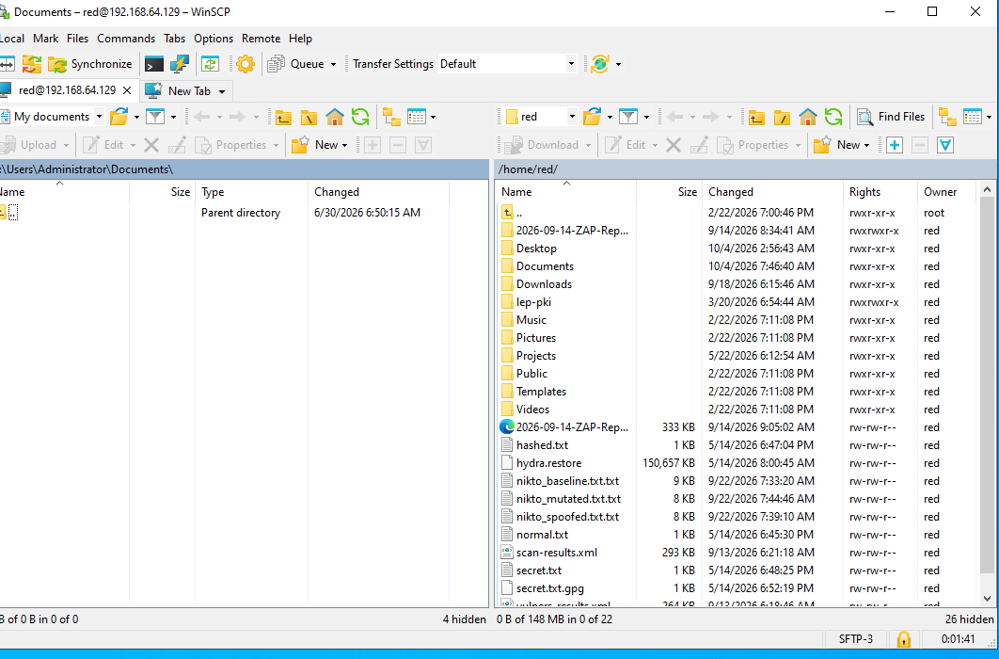 Documents – red@192.168.64.129 – WinSCP
Local Mark Files Commands Tabs Options Remote Help
Synchronize Queue Transfer Settings Default
red@192.168.64.129 New Tab
My documents red Find Files
Upload Edit Properties New Download Edit Properties New
:\Users\Administrator\Documents\ /home/red/
Name Size Type Changed Name Size Changed Rights Owner
.. Parent directory 6/30/2026 6:50:15 AM .. 2/22/2026 7:00:46 PM rwxr-xr-x root
2026-09-14-ZAP-Rep... 9/14/2026 8:34:41 AM rwxrwxr-x red
Desktop 10/4/2026 2:56:43 AM rwxr-xr-x red
Documents 10/4/2026 7:46:40 AM rwxr-xr-x red
Downloads 9/18/2026 6:15:46 AM rwxr-xr-x red
lep-pki 3/20/2026 6:54:44 AM rwxrwxr-x red
Music 2/22/2026 7:11:08 PM rwxr-xr-x red
Pictures 2/22/2026 7:11:08 PM rwxr-xr-x red
Projects 5/22/2026 6:12:54 AM rwxr-xr-x red
Public 2/22/2026 7:11:08 PM rwxr-xr-x red
Templates 2/22/2026 7:11:08 PM rwxr-xr-x red
Videos 2/22/2026 7:11:08 PM rwxr-xr-x red
2026-09-14-ZAP-Rep... 333 KB 9/14/2026 9:05:02 AM rw-rw-r-- red
hashed.txt 1 KB 5/14/2026 6:47:04 PM rw-rw-r-- red
hydra.restore 150,657 KB 5/14/2026 8:00:45 AM rw-rw-r-- red
nikto_baseline.txt.txt 9 KB 9/22/2026 7:33:20 AM rw-rw-r-- red
nikto_mutated.txt.txt 8 KB 9/22/2026 7:44:46 AM rw-rw-r-- red
nikto_spoofed.txt.txt 8 KB 9/22/2026 7:39:10 AM rw-rw-r-- red
normal.txt 1 KB 5/14/2026 6:45:30 PM rw-rw-r-- red
scan-results.xml 293 KB 9/13/2026 6:21:18 AM rw-rw-r-- red
secret.txt 1 KB 5/14/2026 6:48:25 PM rw-rw-r-- red
secret.txt.gpg 1 KB 5/14/2026 6:52:19 PM rw-rw-r-- red
vulners_results.xml 264 KB 9/13/2026 6:18:46 AM rw-rw-r-- red
B of 0 B in 0 of 0 4 hidden 0 B of 148 MB in 0 of 22 26 hidden
SFTP-3 0:01:41